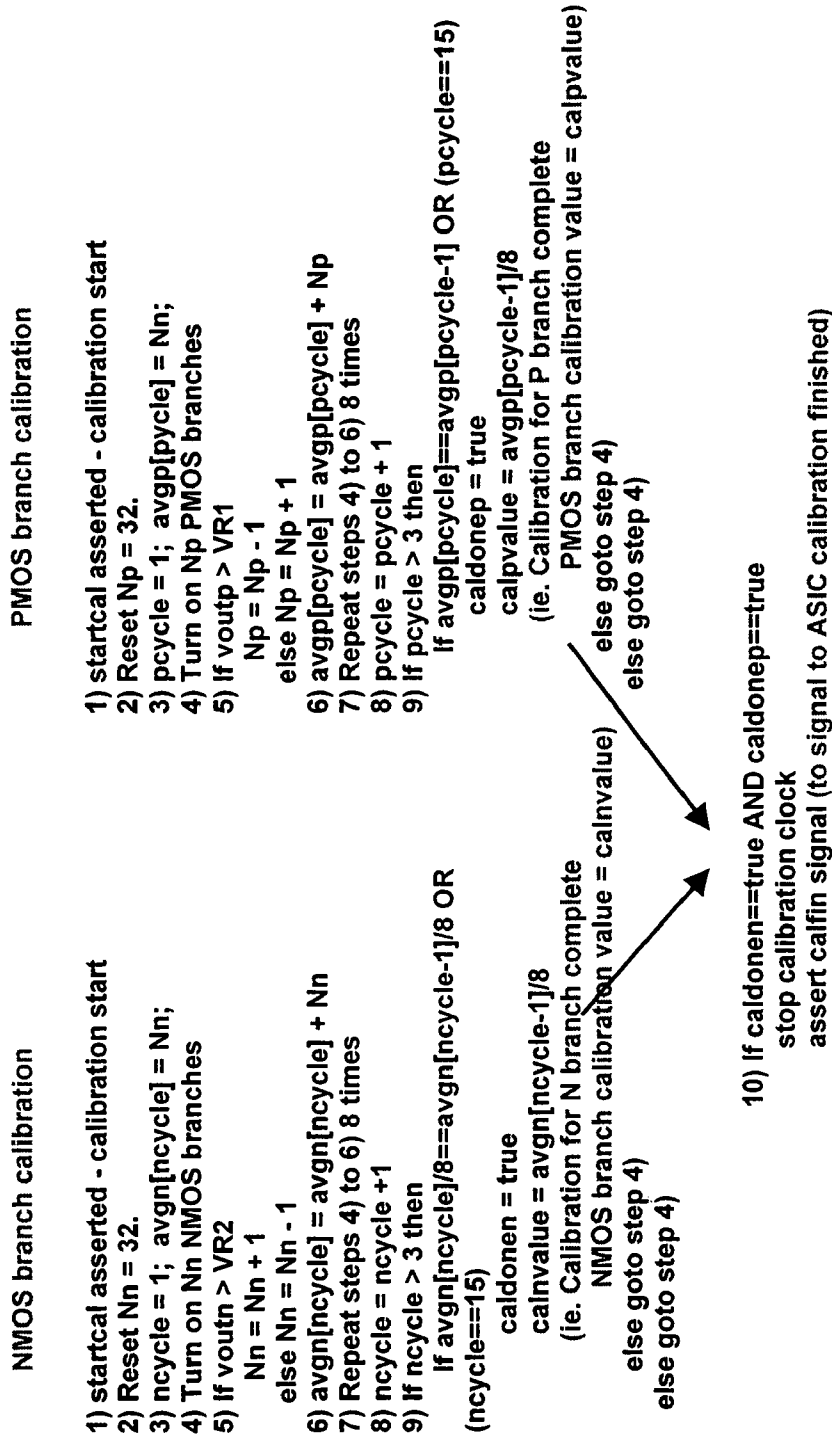 NMOS branch calibration
1) startcal asserted - calibration start
2) Reset Nn = 32.
3) ncycle = 1;  avgn[ncycle] = Nn;
4) Turn on Nn NMOS branches
5) If voutn > VR2
Nn = Nn + 1
else Nn = Nn - 1
6) avgn[ncycle] = avgn[ncycle] + Nn
7) Repeat steps 4) to 6) 8 times
8) ncycle = ncycle +1
9) If ncycle > 3 then
If avgn[ncycle]/8==avgn[ncycle-1]/8 OR
(ncycle==15)
caldonen = true
calnvalue = avgn[ncycle-1]/8
(ie. Calibration for N branch complete
NMOS branch calibration value = calnvalue)
else goto step 4)
else goto step 4)
PMOS branch calibration
1) startcal asserted - calibration start
2) Reset Np = 32.
3) pcycle = 1;  avgp[pycle] = Nn;
4) Turn on Np PMOS branches
5) If voutp > VR1
Np = Np - 1
else Np = Np + 1
6) avgp[pcycle] = avgp[pcycle] + Np
7) Repeat steps 4) to 6) 8 times
8) pcycle = pcycle + 1
9) If pcycle > 3 then
If avgp[pcycle]==avgp[pcycle-1] OR (pcycle==15)
caldonep = true
calpvalue = avgp[pcycle-1]/8
(ie. Calibration for P branch complete
PMOS branch calibration value = calpvalue)
else goto step 4)
else goto step 4)
10) If caldonen==true AND caldonep==true
stop calibration clock
assert calfin signal (to signal to ASIC calibration finished)